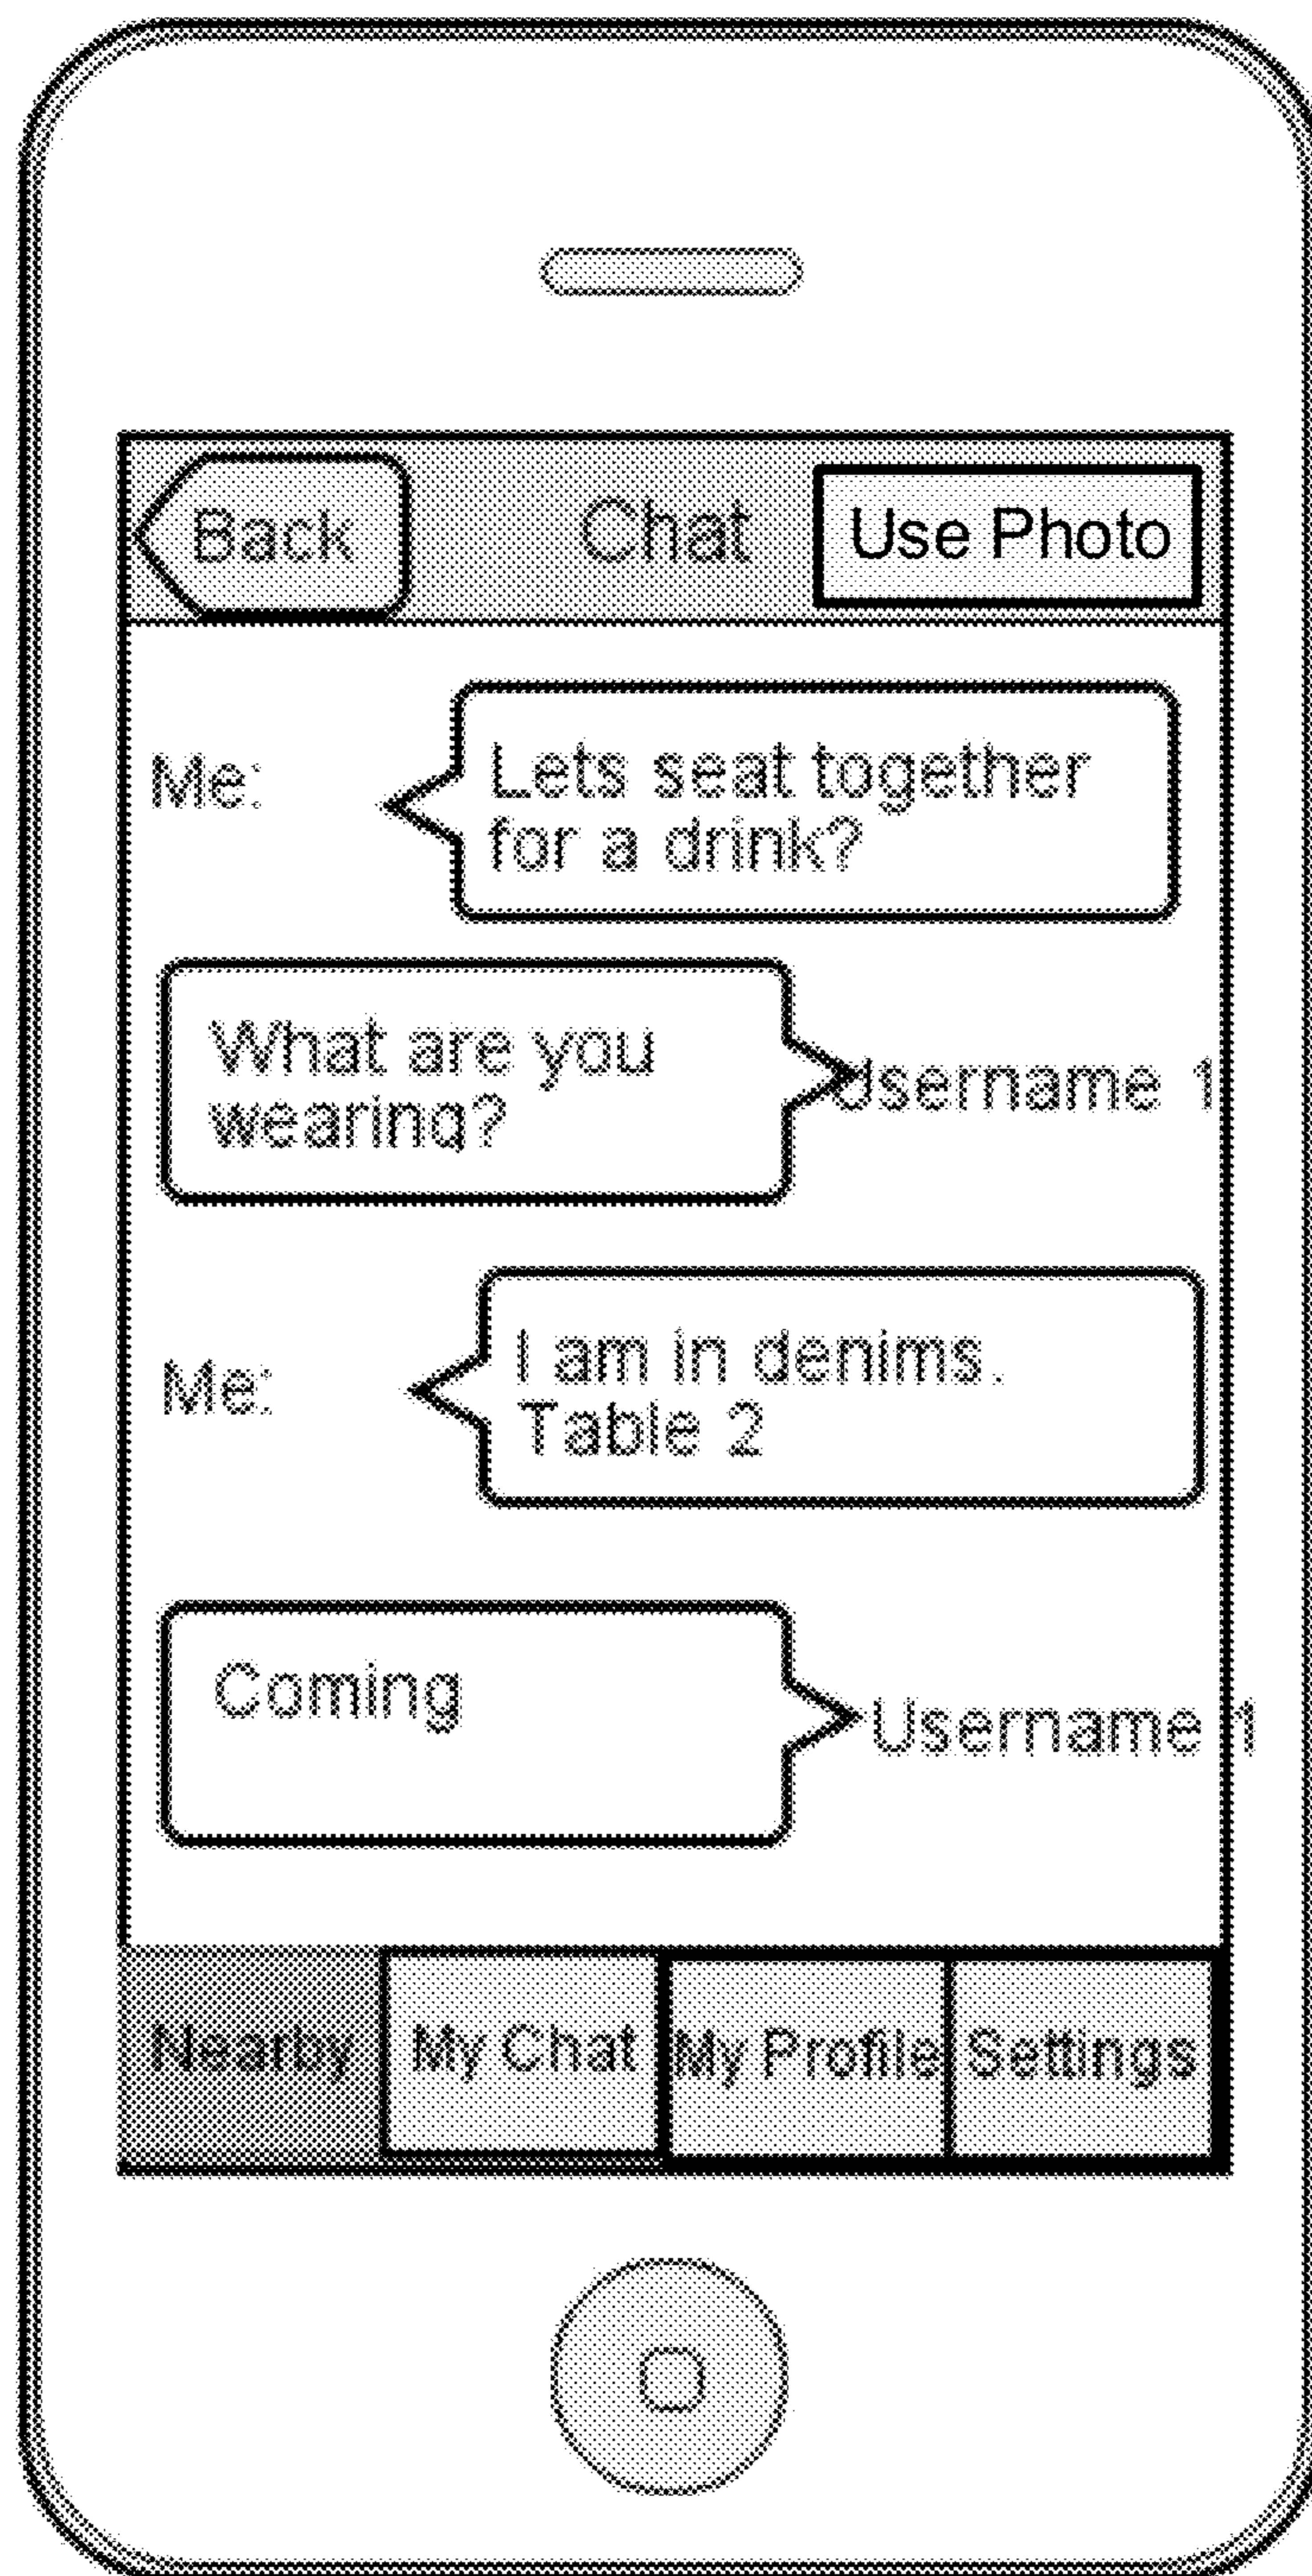 Back Chat Use Photo
Me: Lets seat together
for a drink?
What are you
wearing? Username 1
Me: I am in denims.
Table 2
Coming
Username 1
Nearby My Chat My Profile Settings